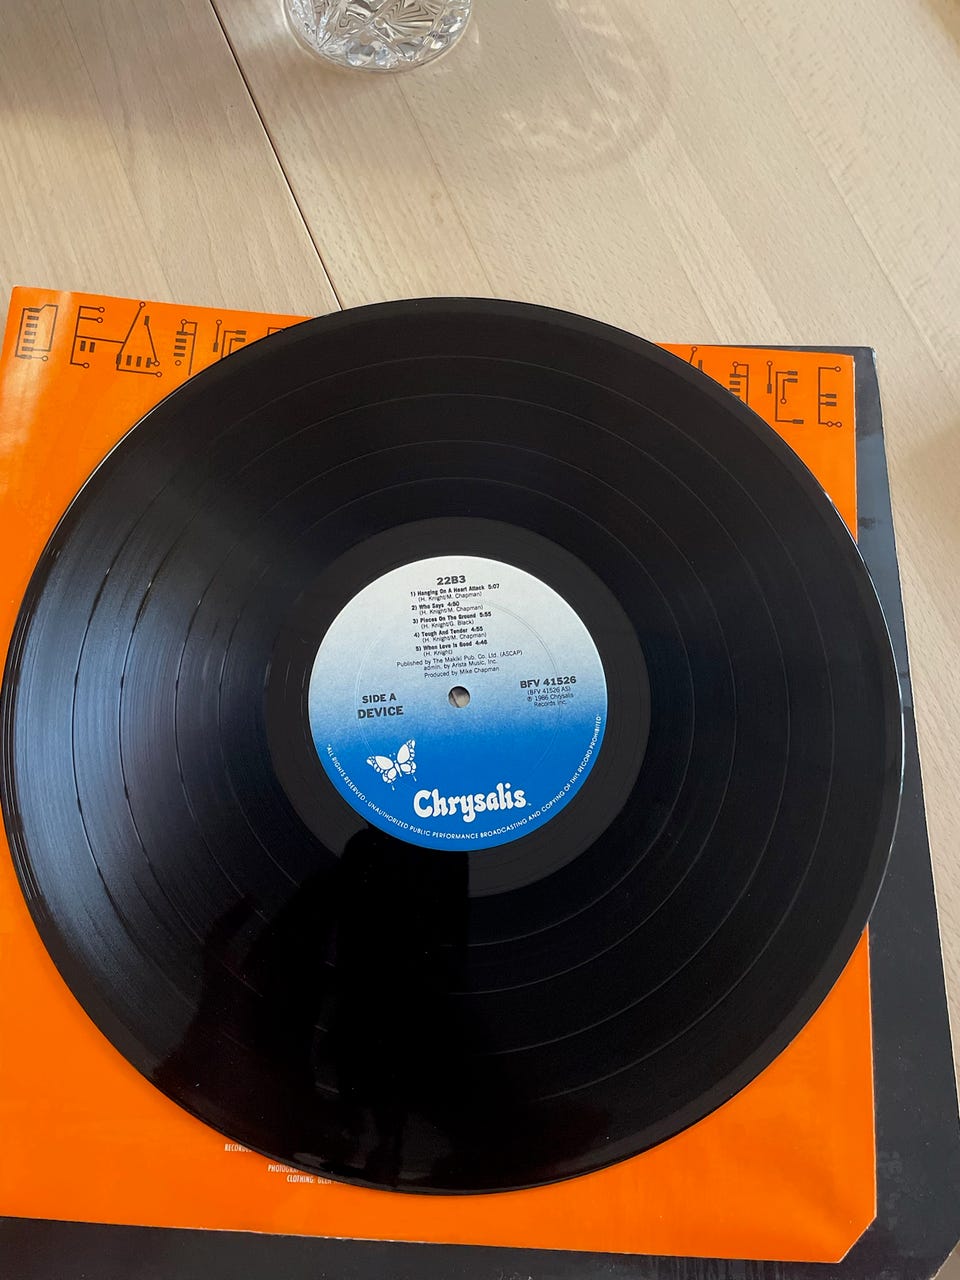 DEVICE
22B3
1) Hanging On A Heart Attack 5:07
(H. Knight/M. Chapman)
2) Who Says 4:50
(H. Knight/M. Chapman)
3) Pieces On The Ground 5:55
(H. Knight/G. Black)
4) Tough And Tender 4:55
(H. Knight/M. Chapman)
5) When Love Is Good 4:46
(H. Knight)
Published by The Makiki Pub. Co. Ltd. (ASCAP)
admin. by Arista Music, Inc.
Produced by Mike Chapman
SIDE A
DEVICE
BFV 41526
(BFV 41526 AS)
℗ 1986 Chrysalis
Records Inc.
Chrysalis™
"ALL RIGHTS RESERVED - UNAUTHORIZED PUBLIC PERFORMANCE BROADCASTING AND COPYING OF THIS RECORD PROHIBITED"
CLOTHING: